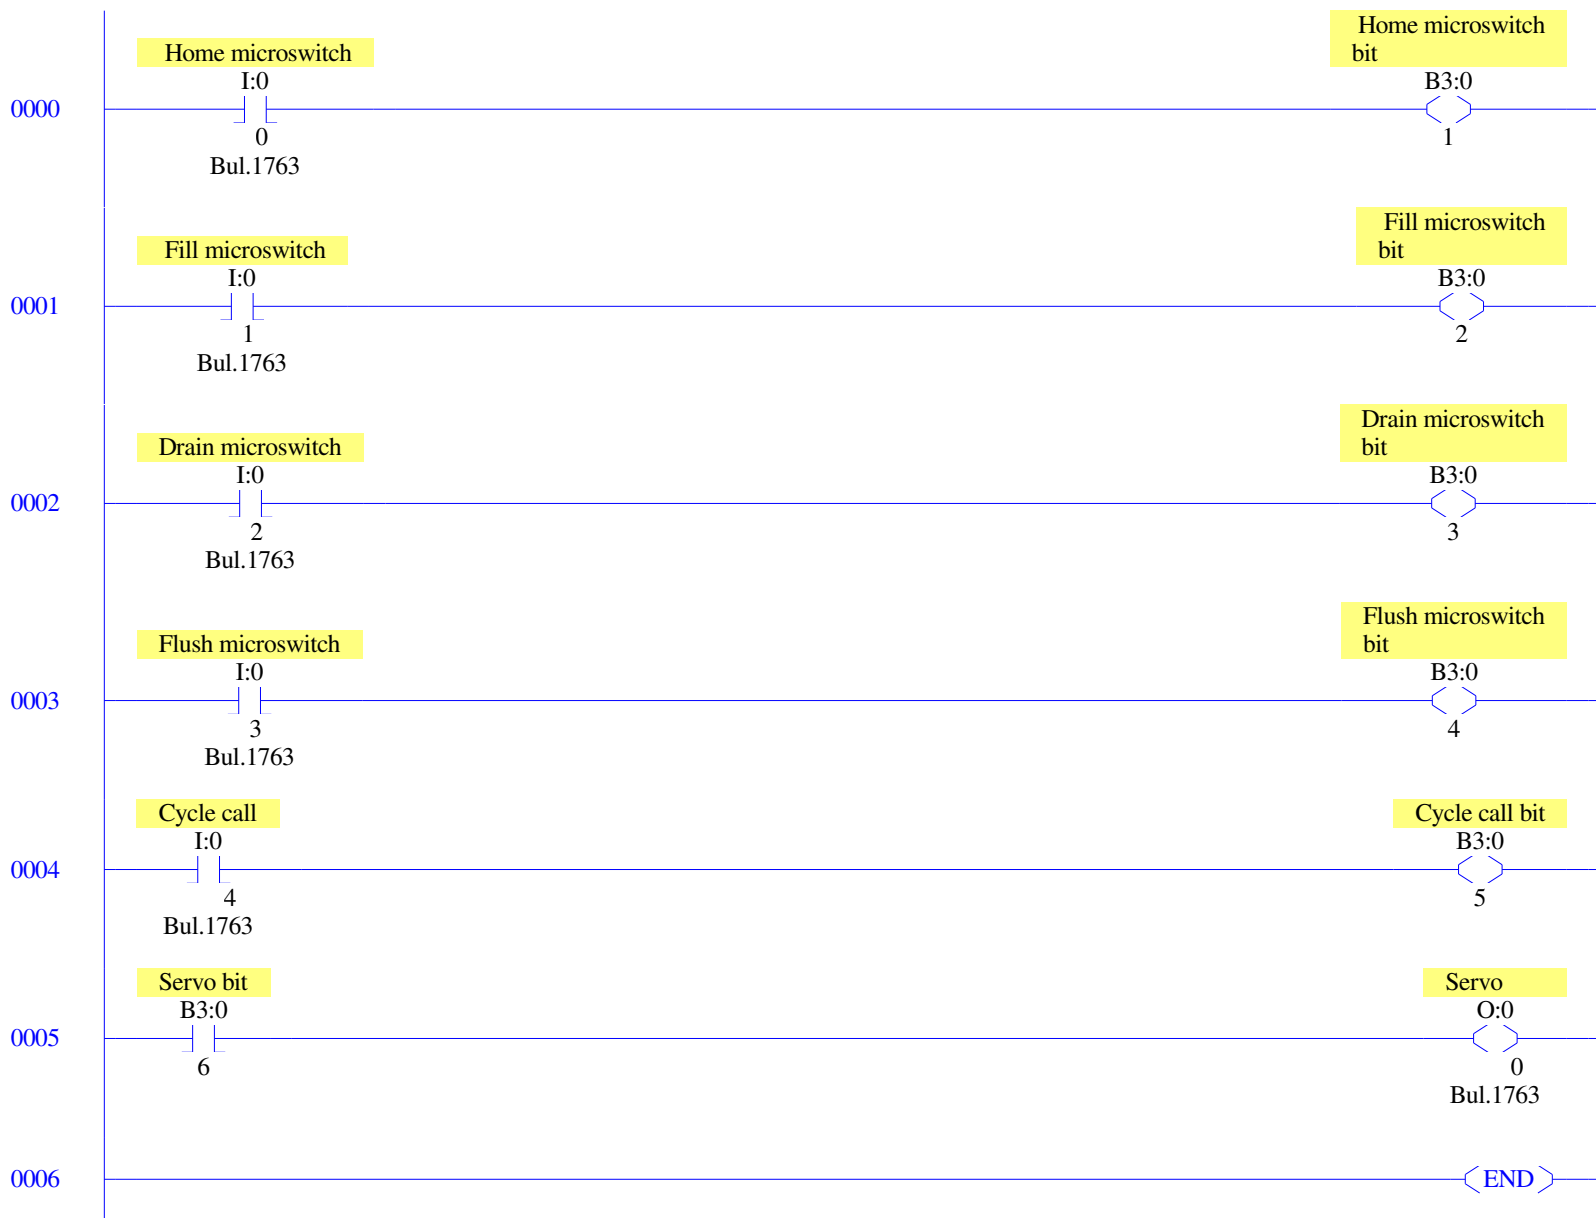 Home microswitch
Home microswitch
bit
I:0
B3:0
0000
0
1
Bul.1763
Fill microswitch
Fill microswitch
bit
I:0
B3:0
0001
1
2
Bul.1763
Drain microswitch
Drain microswitch
bit
I:0
B3:0
0002
2
3
Bul.1763
Flush microswitch
Flush microswitch
bit
I:0
B3:0
0003
3
4
Bul.1763
Cycle call
Cycle call bit
I:0
B3:0
0004
4
5
Bul.1763
Servo bit
Servo
B3:0
O:0
0005
6
0
Bul.1763
0006
END